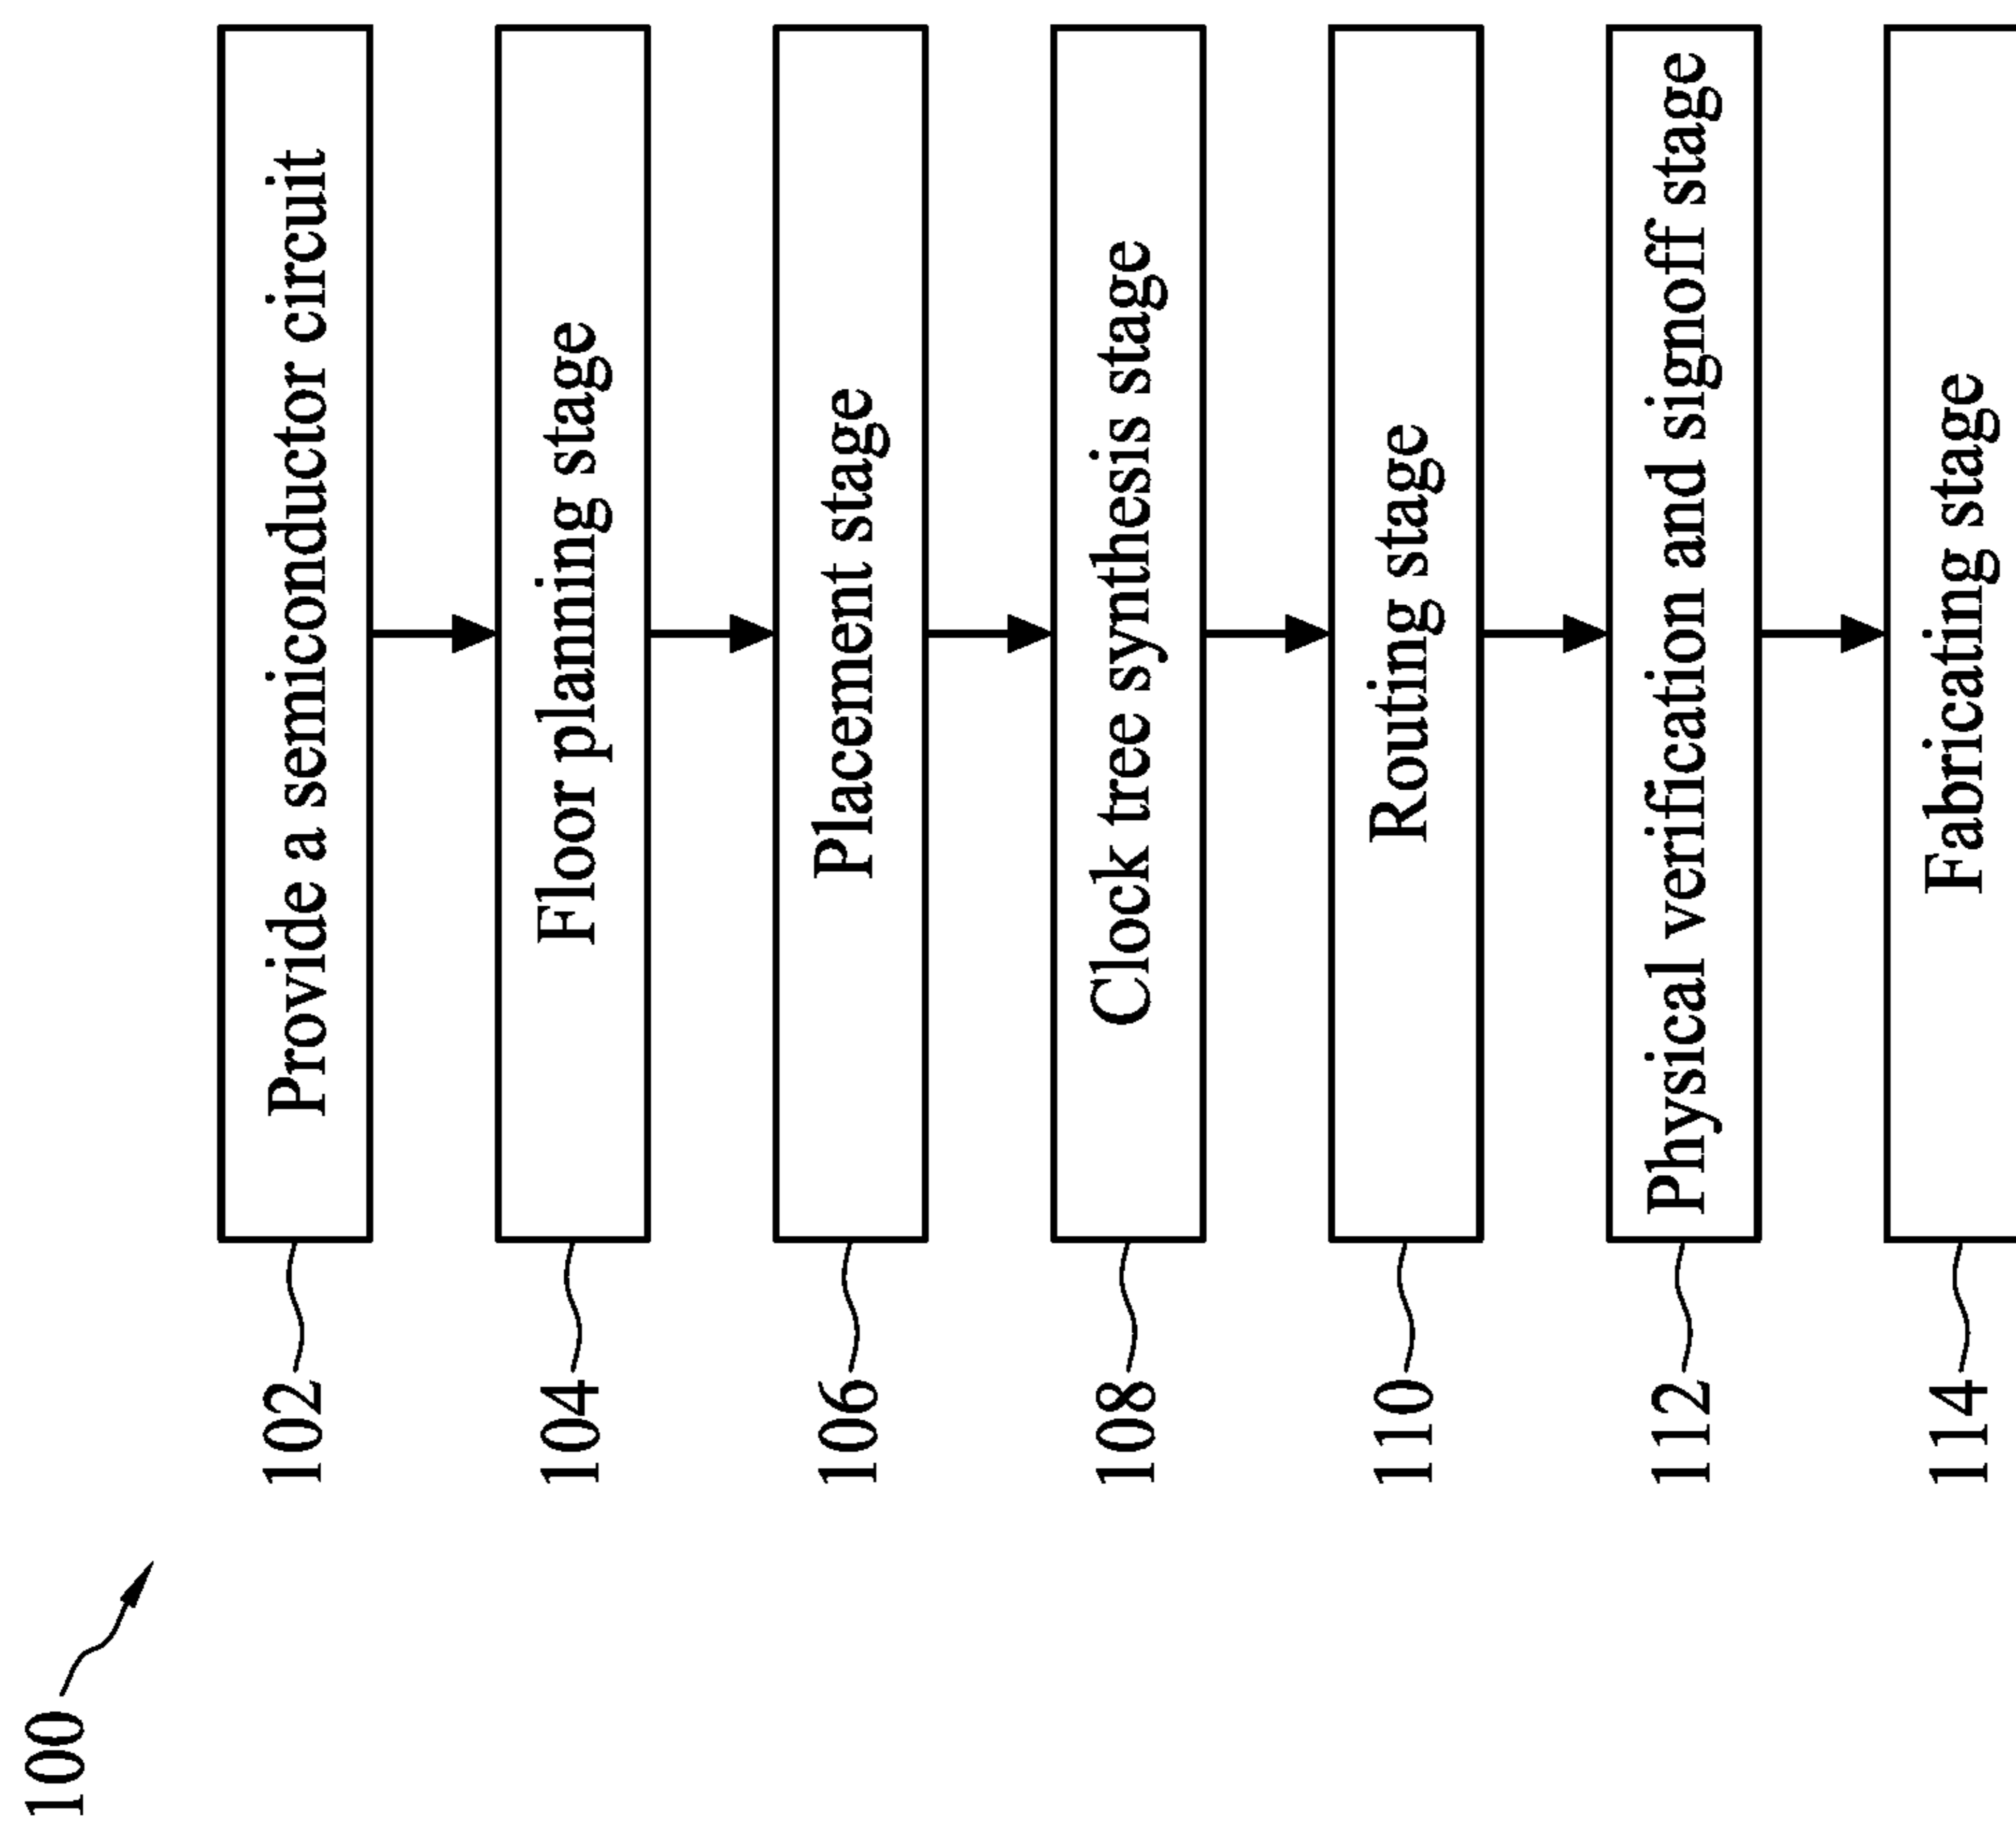 100
102
Provide a semiconductor circuit
104
Floor planning stage
106
Placement stage
108
Clock tree synthesis stage
110
Routing stage
112
Physical verification and signoff stage
114
Fabricating stage